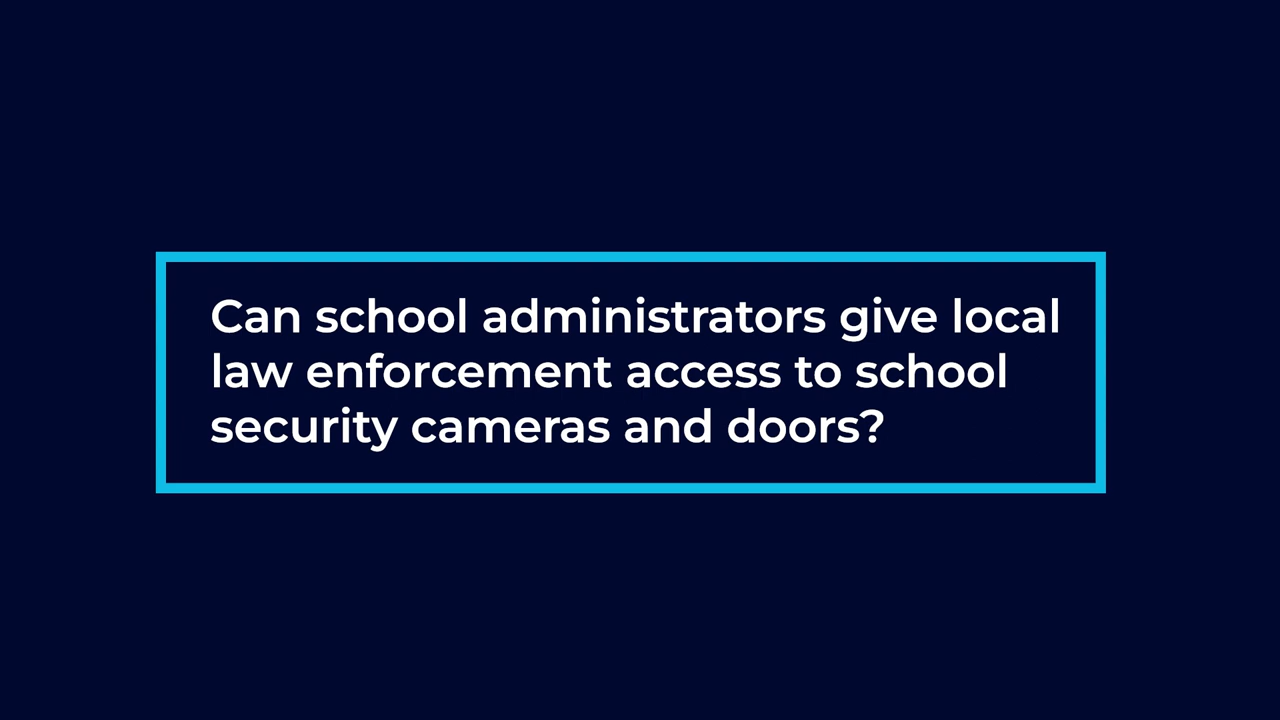 Can school administrators give local
law enforcement access to school
security cameras and doors?